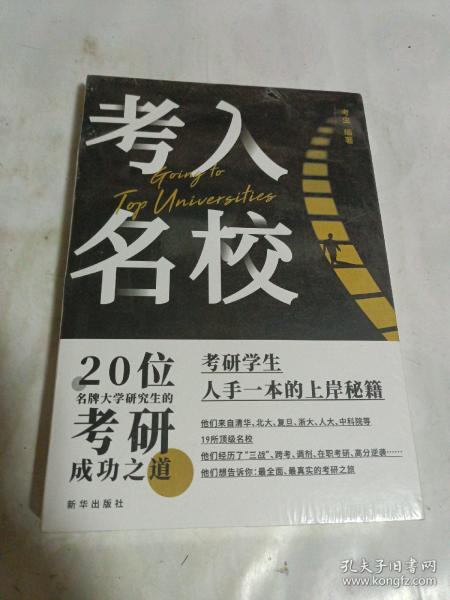 考虫 编著
考入
Going to
Top Universities
名校
20位
名牌大学研究生的
考研
成功之道
新华出版社
考研学生
人手一本的上岸秘籍
他们来自清华、北大、复旦、浙大、人大、中科院等
19所顶级名校
他们经历了“三战”、跨考、调剂、在职考研、高分逆袭……
他们想告诉你：最全面、最真实的考研之旅
孔夫子旧书网
www.kongfz.com